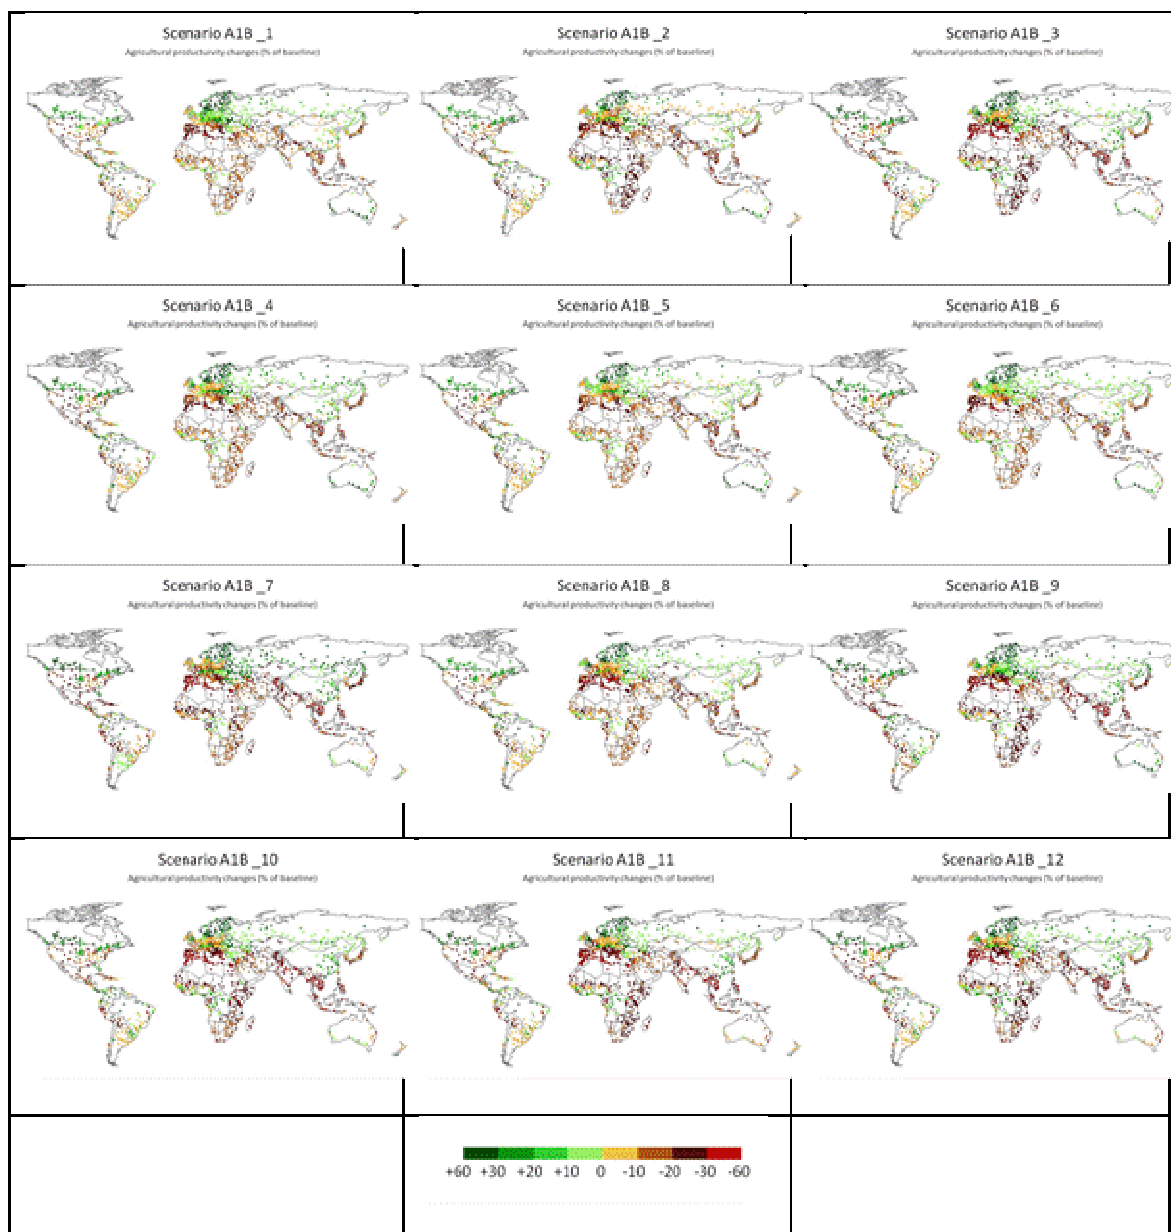 Scenario A1B _1
Agricultural productuivity changes (% of baseline)
Scenario A1B _2
Agricultural productivity changes (% of baseline)
Scenario A1B _3
Agricultural productivity changes (% of baseline)
Scenario A1B _4
Agricultural productivity changes (% of baseline)
Scenario A1B _5
Agricultural productivity changes (% of baseline)
Scenario A1B _6
Agricultural productivity changes (% of baseline)
Scenario A1B _7
Agricultural productivity changes (% of baseline)
Scenario A1B _8
Agricultural productivity changes (% of baseline)
Scenario A1B _9
Agricultural productivity changes (% of baseline)
Scenario A1B _10
Agricultural productivity changes (% of baseline)
Scenario A1B _11
Agricultural productivity changes (% of baseline)
Scenario A1B _12
Agricultural productivity changes (% of baseline)
+60 +30 +20 +10 0 -10 -20 -30 -60